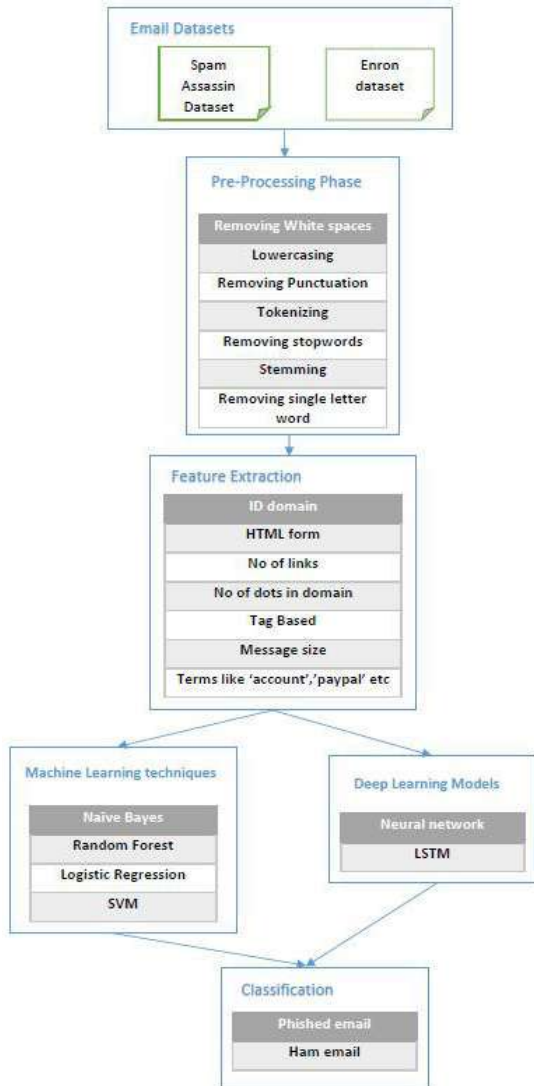 Email Datasets
Spam
Assassin
Dataset
Enron
dataset
Pre-Processing Phase
Removing White spaces
Lowercasing
Removing Punctuation
Tokenizing
Removing stopwords
Stemming
Removing single letter
word
Feature Extraction
ID domain
HTML form
No of links
No of dots in domain
Tag Based
Message size
Terms like ‘account’,’paypal’ etc
Machine Learning techniques
Naïve Bayes
Random Forest
Logistic Regression
SVM
Deep Learning Models
Neural network
LSTM
Classification
Phished email
Ham email